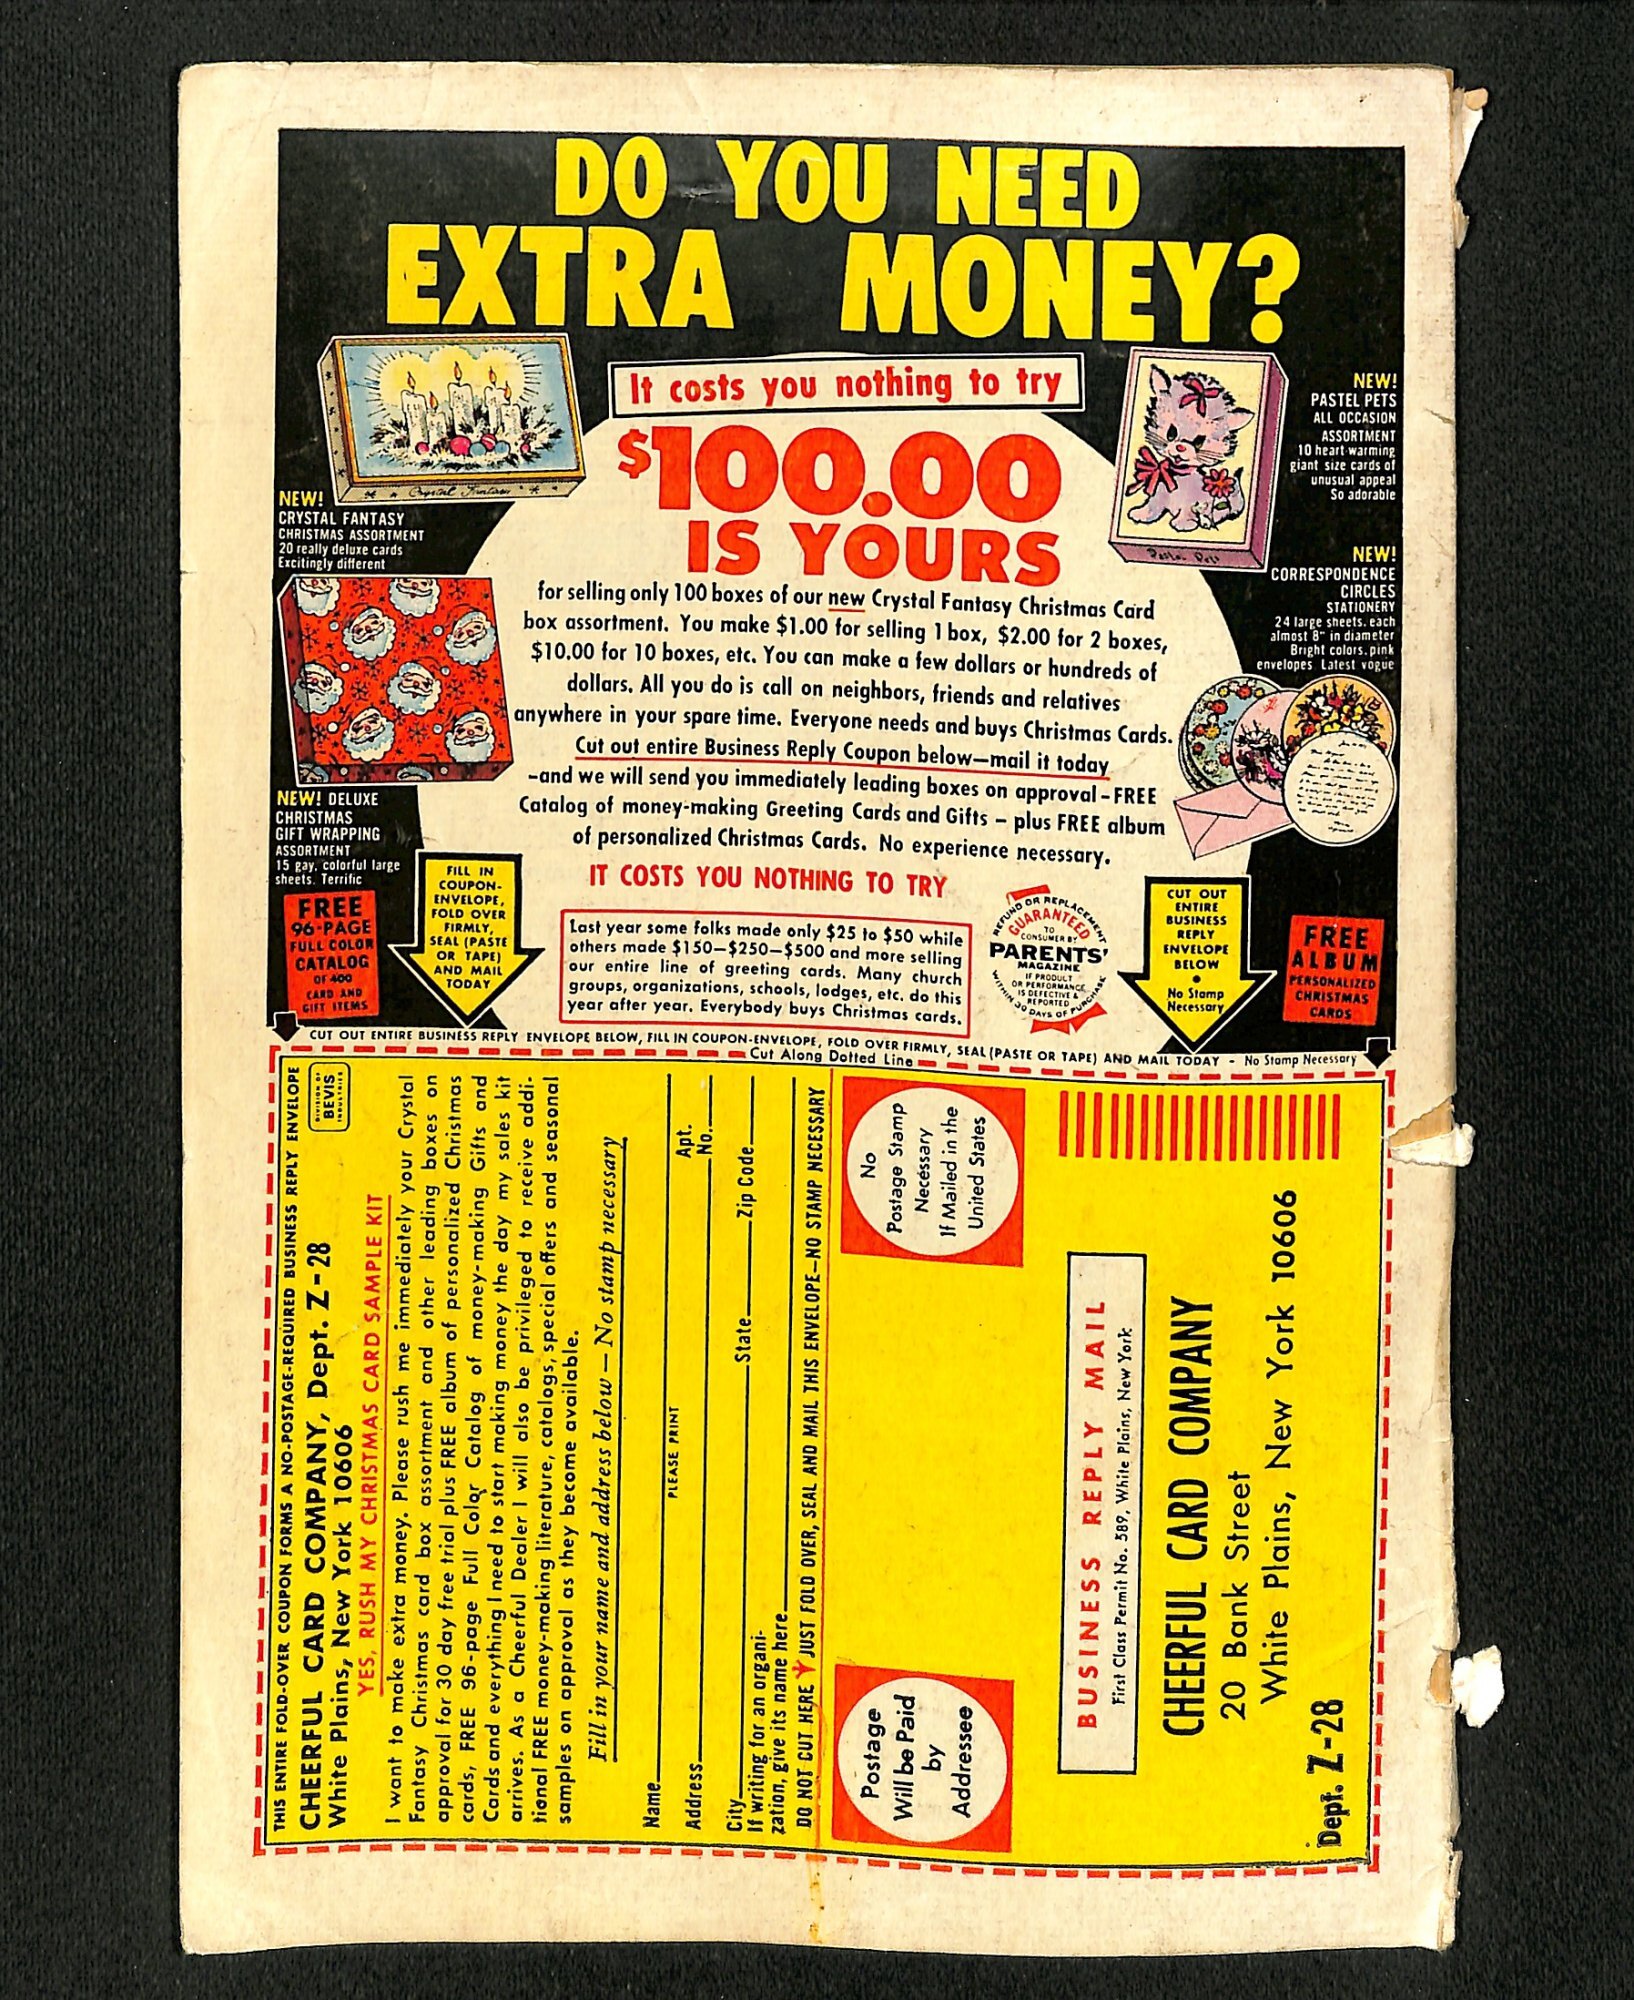 DO YOU NEED
EXTRA MONEY?
It costs you nothing to try
$100.00
IS YOURS
for selling only 100 boxes of our new Crystal Fantasy Christmas Card
box assortment. You make $1.00 for selling 1 box, $2.00 for 2 boxes,
$10.00 for 10 boxes, etc. You can make a few dollars or hundreds of
dollars. All you do is call on neighbors, friends and relatives
anywhere in your spare time. Everyone needs and buys Christmas Cards.
Cut out entire Business Reply Coupon below—mail it today
–and we will send you immediately leading boxes on approval – FREE
Catalog of money-making Greeting Cards and Gifts – plus FREE album
of personalized Christmas Cards. No experience necessary.
IT COSTS YOU NOTHING TO TRY
Crystal Fantasy
NEW!
CRYSTAL FANTASY
CHRISTMAS ASSORTMENT
20 really deluxe cards
Excitingly different
NEW! DELUXE
CHRISTMAS
GIFT WRAPPING
ASSORTMENT
15 gay, colorful large
sheets. Terrific
Pastel Pets
NEW!
PASTEL PETS
ALL OCCASION
ASSORTMENT
10 heart-warming
giant size cards of
unusual appeal
So adorable
NEW!
CORRESPONDENCE
CIRCLES
STATIONERY
24 large sheets. each
almost 8" in diameter
Bright colors. pink
envelopes Latest vogue
FREE
96-PAGE
FULL COLOR
CATALOG
OF 400
CARD AND
GIFT ITEMS
FILL IN
COUPON-
ENVELOPE,
FOLD OVER
FIRMLY,
SEAL (PASTE
OR TAPE)
AND MAIL
TODAY
Last year some folks made only $25 to $50 while
others made $150—$250—$500 and more selling
our entire line of greeting cards. Many church
groups, organizations, schools, lodges, etc. do this
year after year. Everybody buys Christmas cards.
REFUND OR REPLACEMENT
GUARANTEED
TO
CONSUMER BY
PARENTS'
MAGAZINE
IF PRODUCT
OR PERFORMANCE
IS DEFECTIVE &
REPORTED
WITHIN 30 DAYS OF PURCHASE
CUT OUT
ENTIRE
BUSINESS
REPLY
ENVELOPE
BELOW
•
No Stamp
Necessary
FREE
ALBUM
PERSONALIZED
CHRISTMAS
CARDS
CUT OUT ENTIRE BUSINESS REPLY ENVELOPE BELOW, FILL IN COUPON-ENVELOPE, FOLD OVER FIRMLY, SEAL (PASTE OR TAPE) AND MAIL TODAY - No Stamp Necessary
Cut Along Dotted Line
THIS ENTIRE FOLD-OVER COUPON FORMS A NO-POSTAGE-REQUIRED BUSINESS REPLY ENVELOPE
CHEERFUL CARD COMPANY, Dept. Z-28
White Plains, New York 10606
DIVISION OF
BEVIS
INDUSTRIES
YES, RUSH MY CHRISTMAS CARD SAMPLE KIT
I want to make extra money. Please rush me immediately your Crystal
Fantasy Christmas card box assortment and other leading boxes on
approval for 30 day free trial plus FREE album of personalized Christmas
cards, FREE 96-page Full Color Catalog of money-making Gifts and
Cards and everything I need to start making money the day my sales kit
arrives. As a Cheerful Dealer I will also be privileged to receive addi-
tional FREE money-making literature, catalogs, special offers and seasonal
samples on approval as they become available.
Fill in your name and address below — No stamp necessary
Name
PLEASE PRINT
Address Apt. No.
City State Zip Code
If writing for an organi-
zation, give its name here
DO NOT CUT HERE JUST FOLD OVER, SEAL AND MAIL THIS ENVELOPE—NO STAMP NECESSARY
No
Postage Stamp
Necessary
If Mailed in the
United States
Postage
Will be Paid
by
Addressee
BUSINESS REPLY MAIL
First Class Permit No. 589, White Plains, New York
CHEERFUL CARD COMPANY
20 Bank Street
White Plains, New York 10606
Dept. Z-28